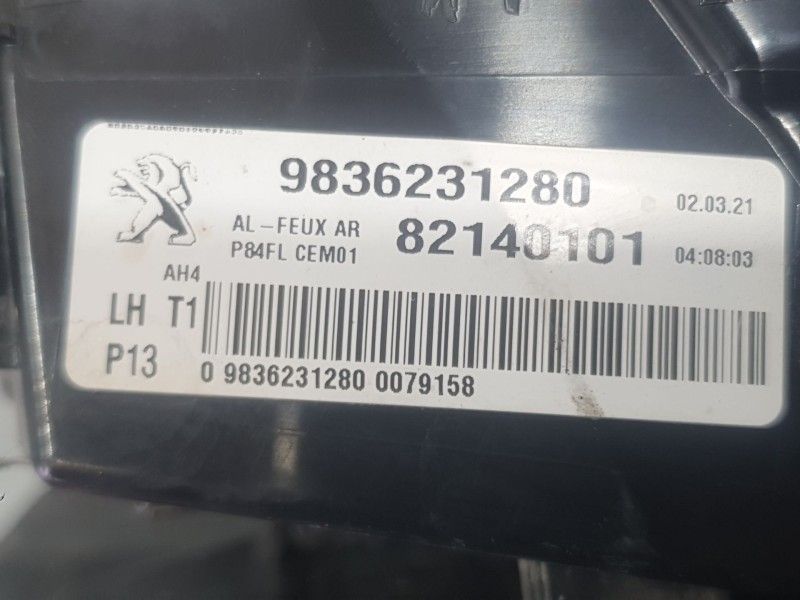 9836231280 02.03.21
AL-FEUX AR 82140101 04:08:03
P84FL CEM01
AH4
LH T1
P13
0 9836231280 0079158